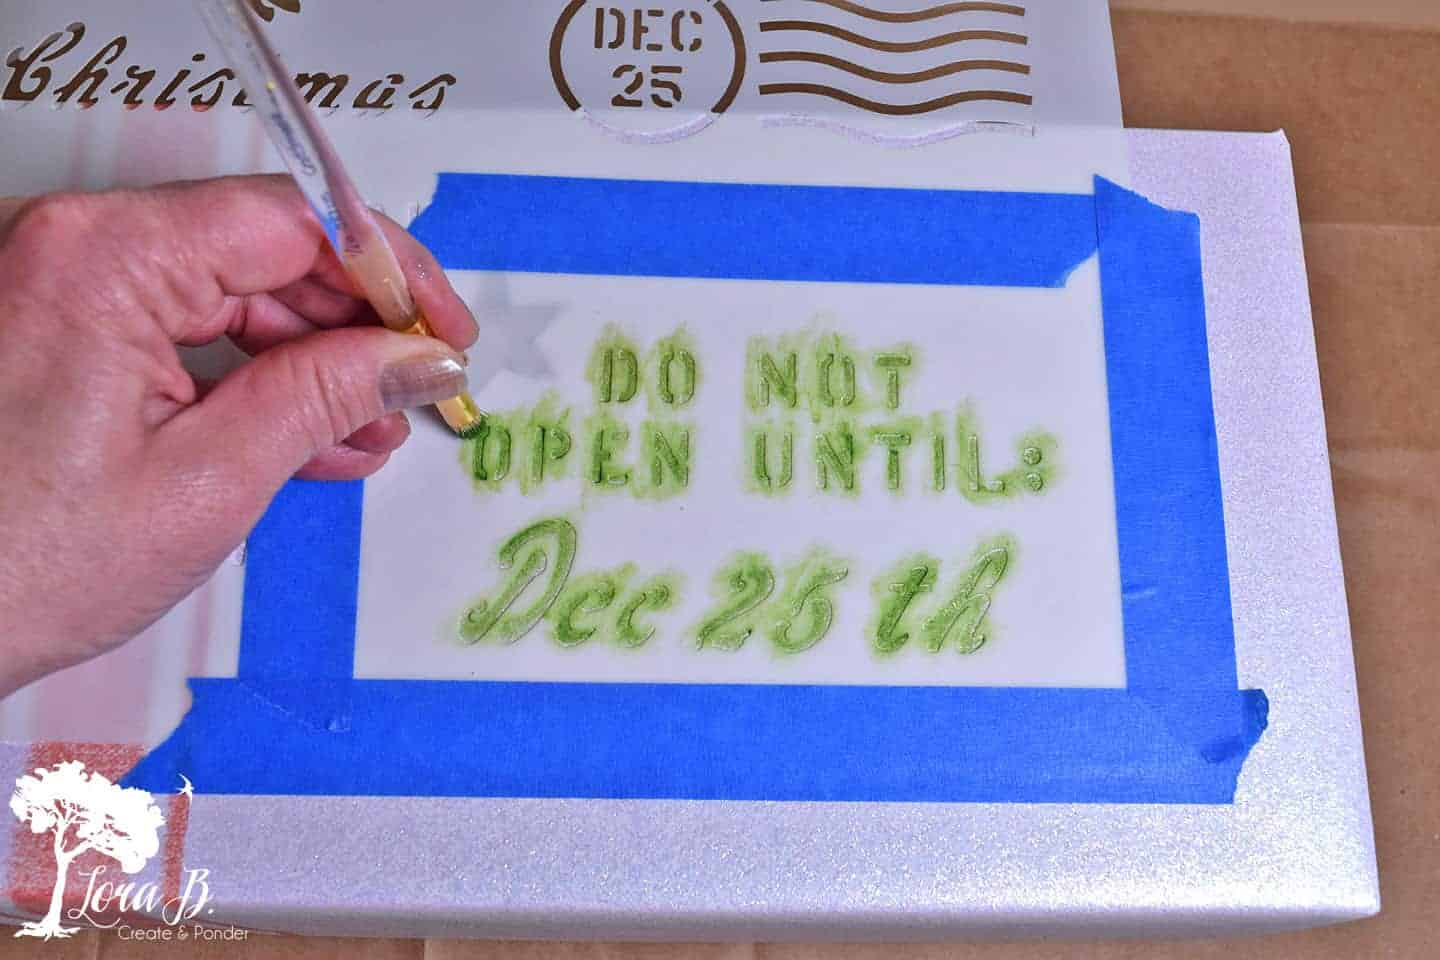 Christmas
DEC
25
DO NOT
OPEN UNTIL:
Dec 25 th
Lora B.
Create & Ponder